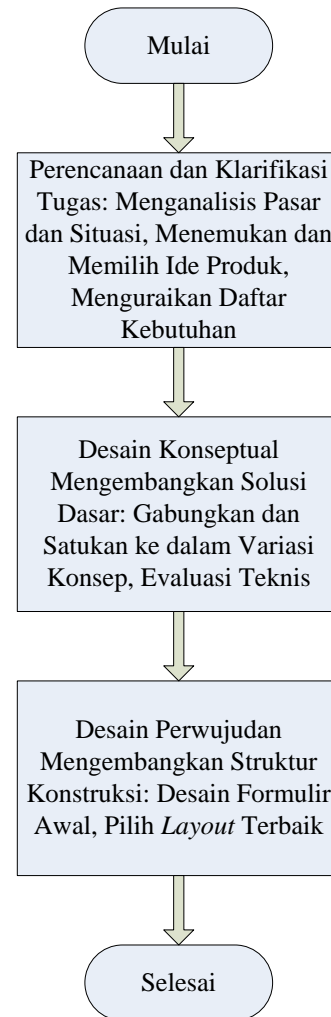 Mulai
Perencanaan dan Klarifikasi
Tugas: Menganalisis Pasar
dan Situasi, Menemukan dan
Memilih Ide Produk,
Menguraikan Daftar
Kebutuhan
Desain Konseptual
Mengembangkan Solusi
Dasar: Gabungkan dan
Satukan ke dalam Variasi
Konsep, Evaluasi Teknis
Desain Perwujudan
Mengembangkan Struktur
Konstruksi: Desain Formulir
Awal, Pilih Layout Terbaik
Selesai